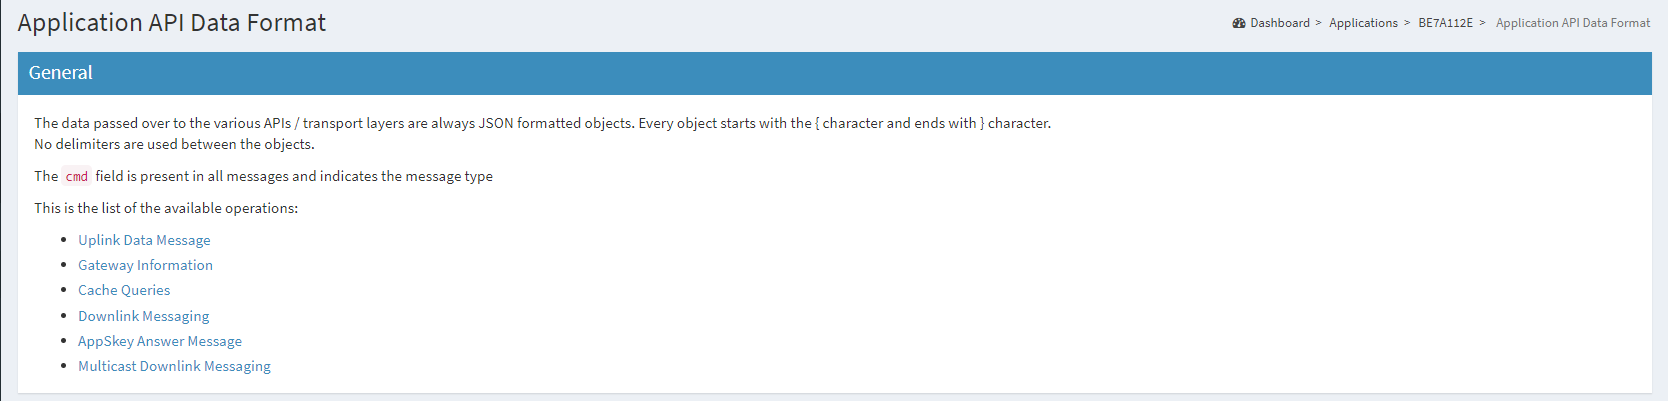 Application API Data Format
Dashboard > Applications > BE7A112E > Application API Data Format
General
The data passed over to the various APIs / transport layers are always JSON formatted objects. Every object starts with the { character and ends with } character.
No delimiters are used between the objects.
The cmd field is present in all messages and indicates the message type
This is the list of the available operations:
• Uplink Data Message
• Gateway Information
• Cache Queries
• Downlink Messaging
• AppSkey Answer Message
• Multicast Downlink Messaging